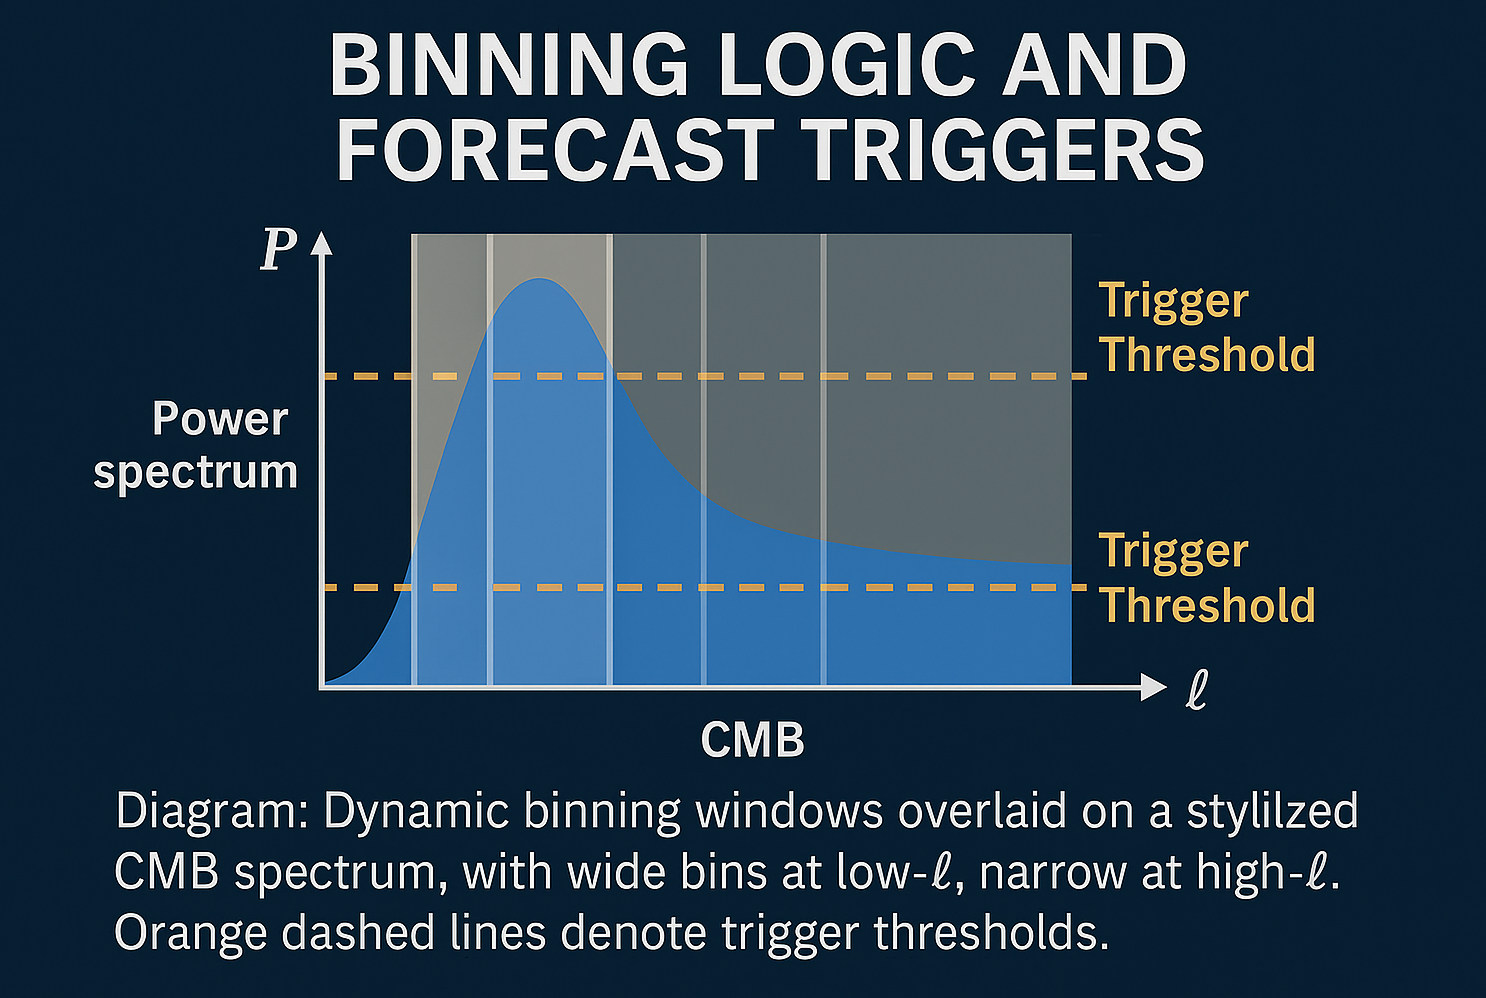 BINNING LOGIC AND
FORECAST TRIGGERS
P
Trigger
Threshold
Power
spectrum
Trigger
Threshold
ℓ
CMB
Diagram: Dynamic binning windows overlaid on a stylilzed
CMB spectrum, with wide bins at low-ℓ, narrow at high-ℓ.
Orange dashed lines denote trigger thresholds.